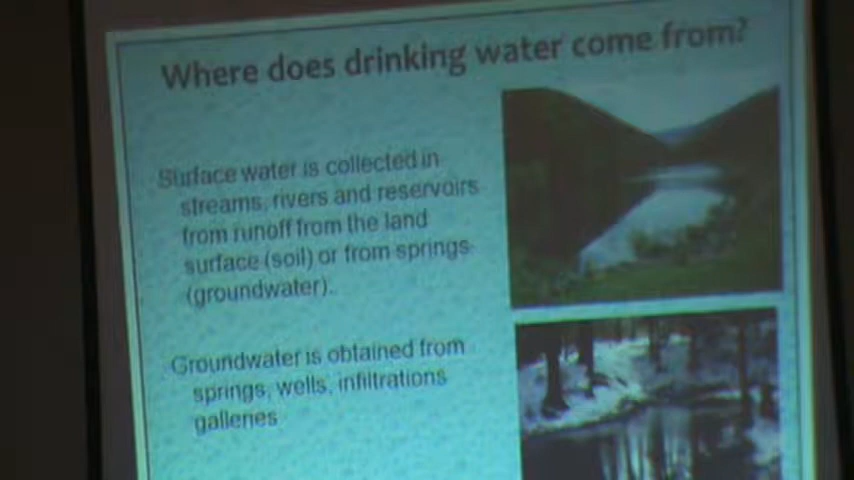 Where does drinking water come from?
Surface water is collected in
streams, rivers and reservoirs
from runoff from the land
surface (soil) or from springs
(groundwater).
Groundwater is obtained from
springs, wells, infiltrations
galleries